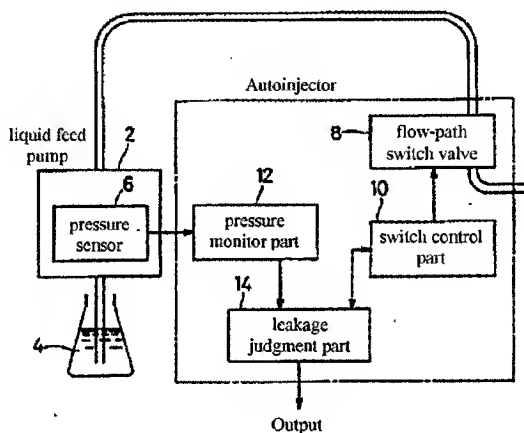 Autoinjector
liquid feed
pump
2
8
flow-path
switch valve
6
pressure
sensor
12
pressure
monitor part
10
switch control
part
4
14
leakage
judgment part
Output